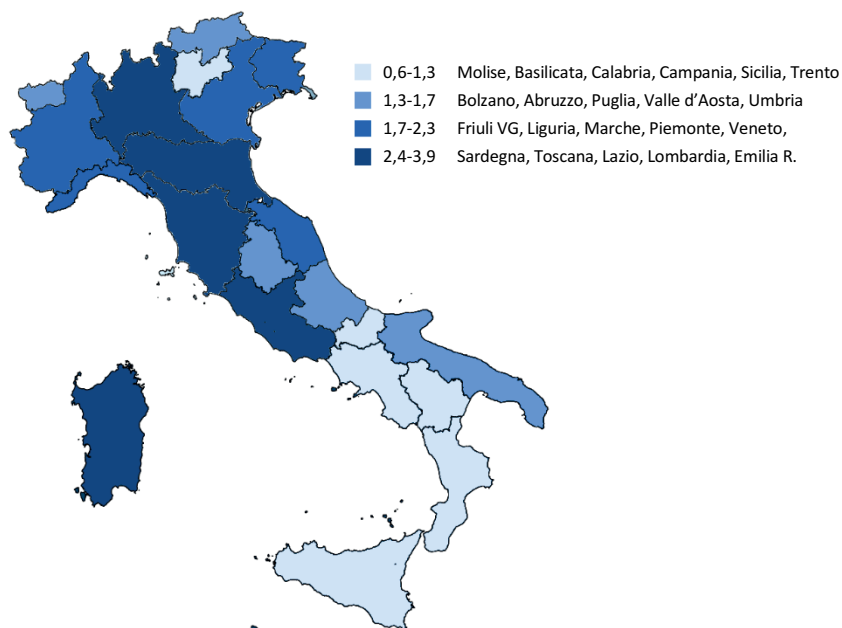 0,6-1,3 Molise, Basilicata, Calabria, Campania, Sicilia, Trento
1,3-1,7 Bolzano, Abruzzo, Puglia, Valle d’Aosta, Umbria
1,7-2,3 Friuli VG, Liguria, Marche, Piemonte, Veneto,
2,4-3,9 Sardegna, Toscana, Lazio, Lombardia, Emilia R.